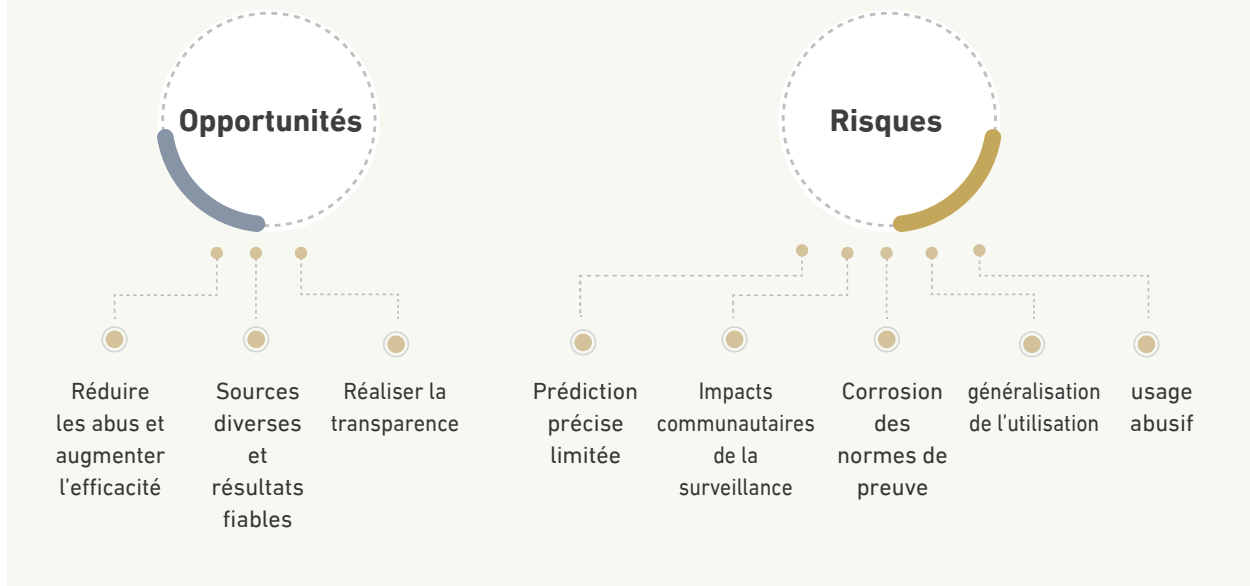 Opportunités
Risques
Réduire
les abus et
augmenter
l'efficacité
Sources
diverses
et
résultats
fiables
Réaliser la
transparence
Prédiction
précise
limitée
Impacts
communautaires
de la
surveillance
Corrosion
des
normes de
preuve
généralisation
de l'utilisation
usage
abusif